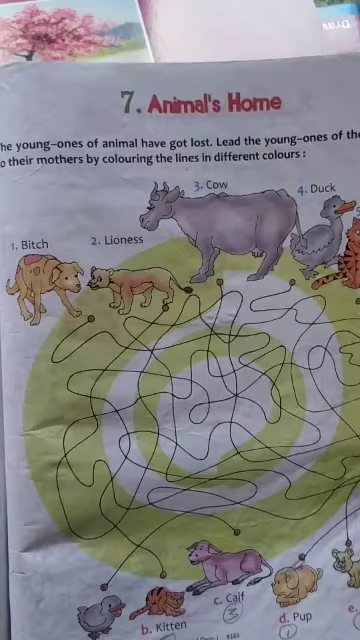 7. Animal's Home
he young-ones of animal have got lost. Lead the young-ones of the
o their mothers by colouring the lines in different colours :
3. Cow
4. Duck
1. Bitch
2. Lioness
c. Calf
3
b. Kitten
d. Pup
e.